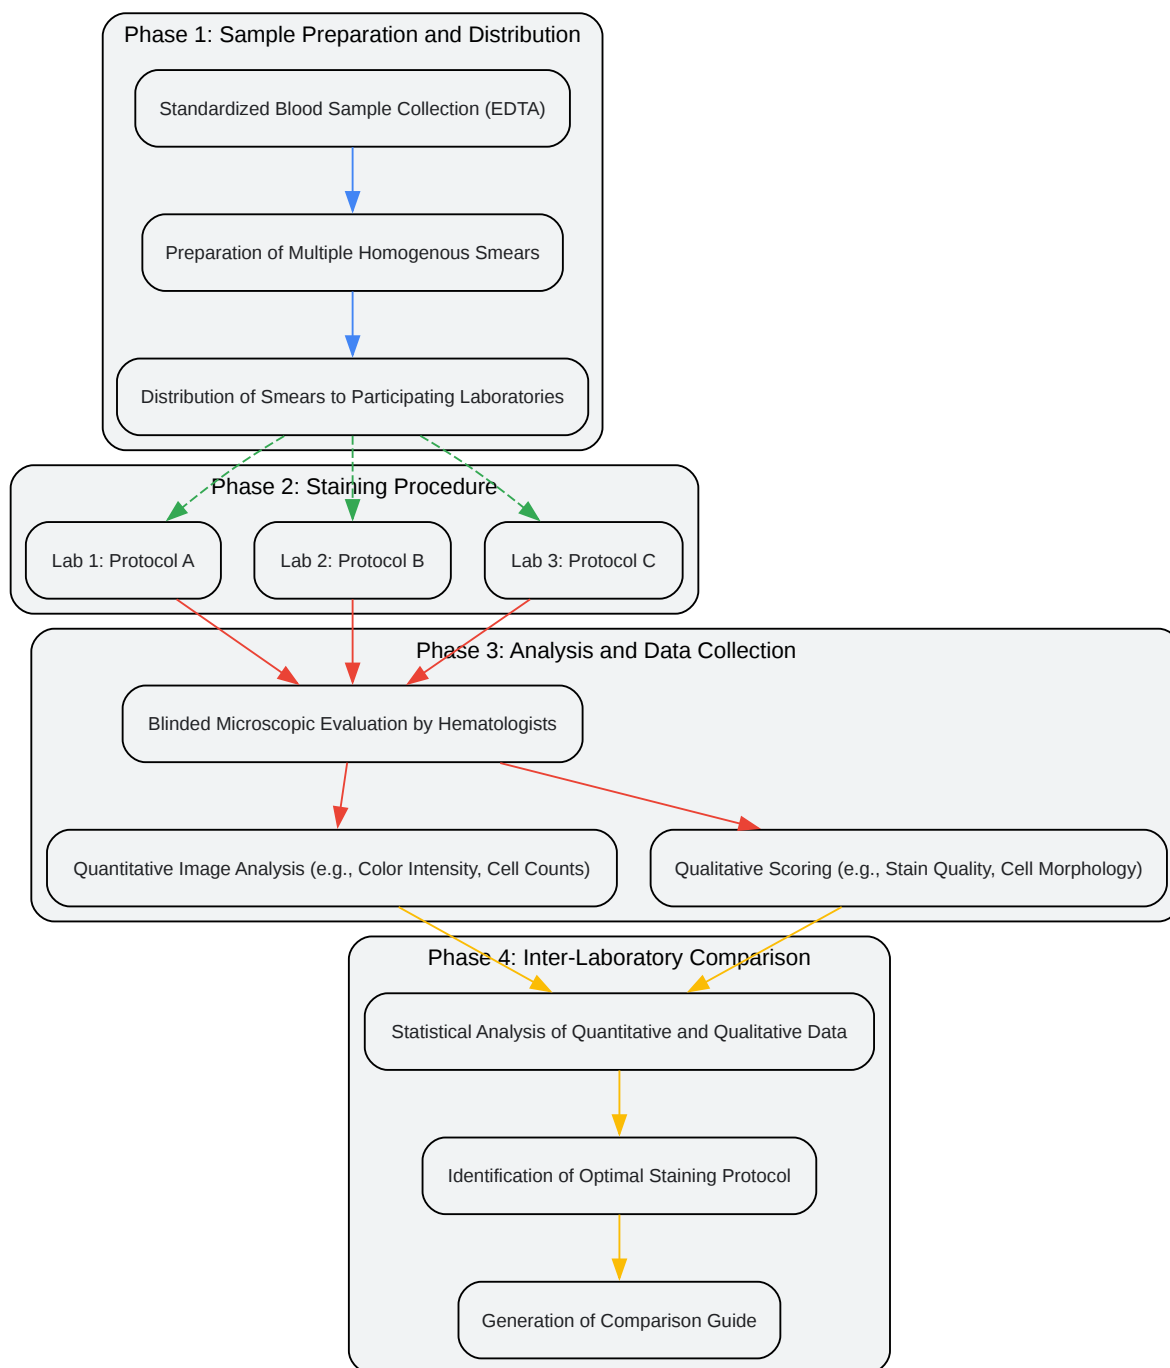 Phase 1: Sample Preparation and Distribution
Standardized Blood Sample Collection (EDTA)
Preparation of Multiple Homogenous Smears
Distribution of Smears to Participating Laboratories
Phase 2: Staining Procedure
Lab 1: Protocol A
Lab 2: Protocol B
Lab 3: Protocol C
Phase 3: Analysis and Data Collection
Blinded Microscopic Evaluation by Hematologists
Quantitative Image Analysis (e.g., Color Intensity, Cell Counts)
Qualitative Scoring (e.g., Stain Quality, Cell Morphology)
Phase 4: Inter-Laboratory Comparison
Statistical Analysis of Quantitative and Qualitative Data
Identification of Optimal Staining Protocol
Generation of Comparison Guide